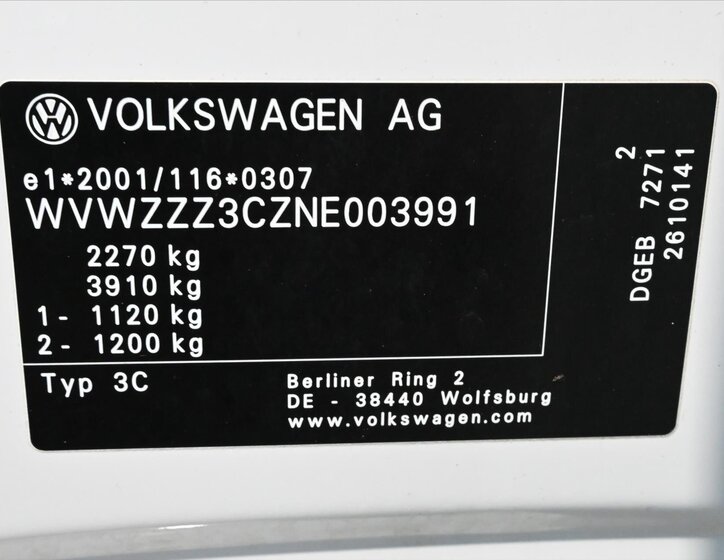 VOLKSWAGEN AG
e1*2001/116*0307
WVWZZZ3CZNE003991
2270 kg
3910 kg
1- 1120 kg
2- 1200 kg
Typ 3C
Berliner Ring 2
DE - 38440 Wolfsburg
www.volkswagen.com
DGEB 7271 2
2610141